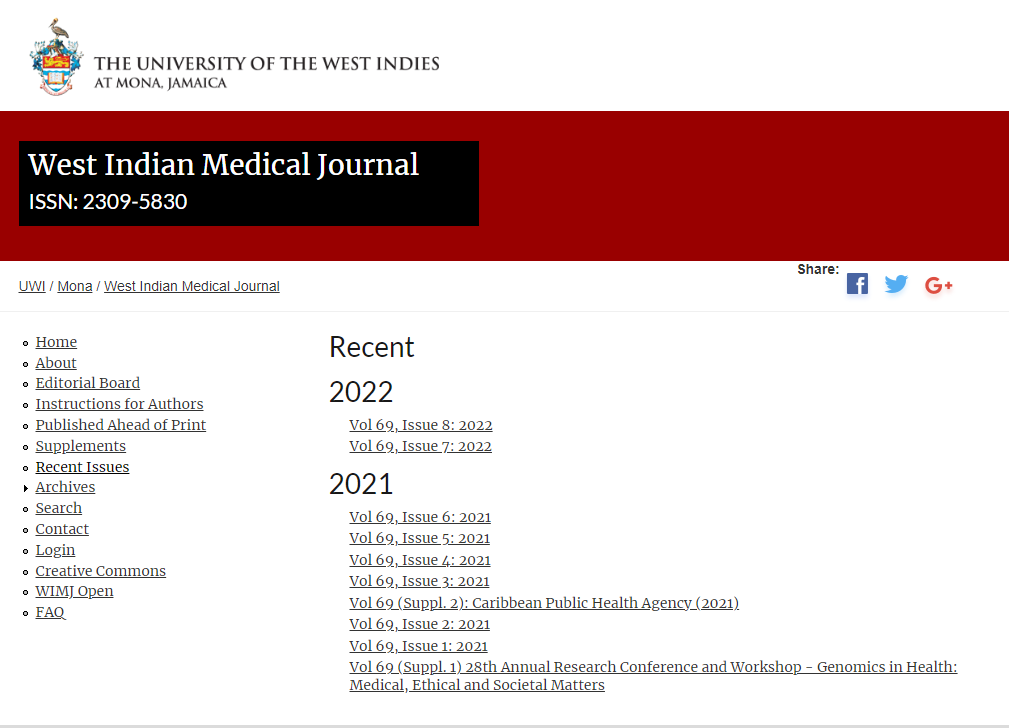 THE UNIVERSITY OF THE WEST INDIES
AT MONA, JAMAICA
West Indian Medical Journal
ISSN: 2309-5830
Share:
UWI / Mona / West Indian Medical Journal
Home
About
Editorial Board
Instructions for Authors
Published Ahead of Print
Supplements
Recent Issues
Archives
Search
Contact
Login
Creative Commons
WIMJ Open
FAQ
Recent
2022
Vol 69, Issue 8: 2022
Vol 69, Issue 7: 2022
2021
Vol 69, Issue 6: 2021
Vol 69, Issue 5: 2021
Vol 69, Issue 4: 2021
Vol 69, Issue 3: 2021
Vol 69 (Suppl. 2): Caribbean Public Health Agency (2021)
Vol 69, Issue 2: 2021
Vol 69, Issue 1: 2021
Vol 69 (Suppl. 1) 28th Annual Research Conference and Workshop - Genomics in Health:
Medical, Ethical and Societal Matters